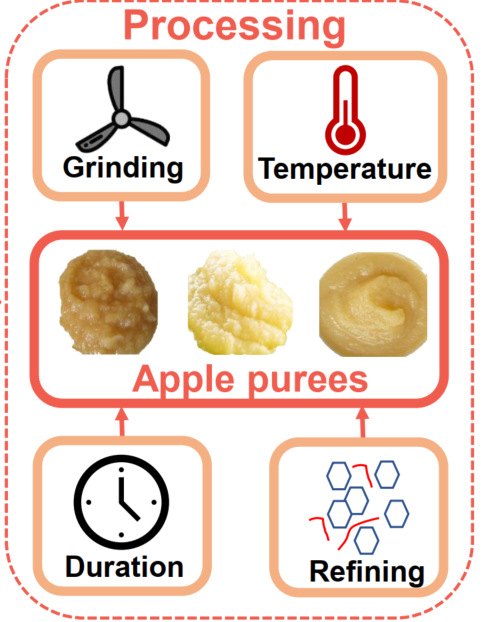 Processing
Grinding
Temperature
Apple purees
Duration
Refining